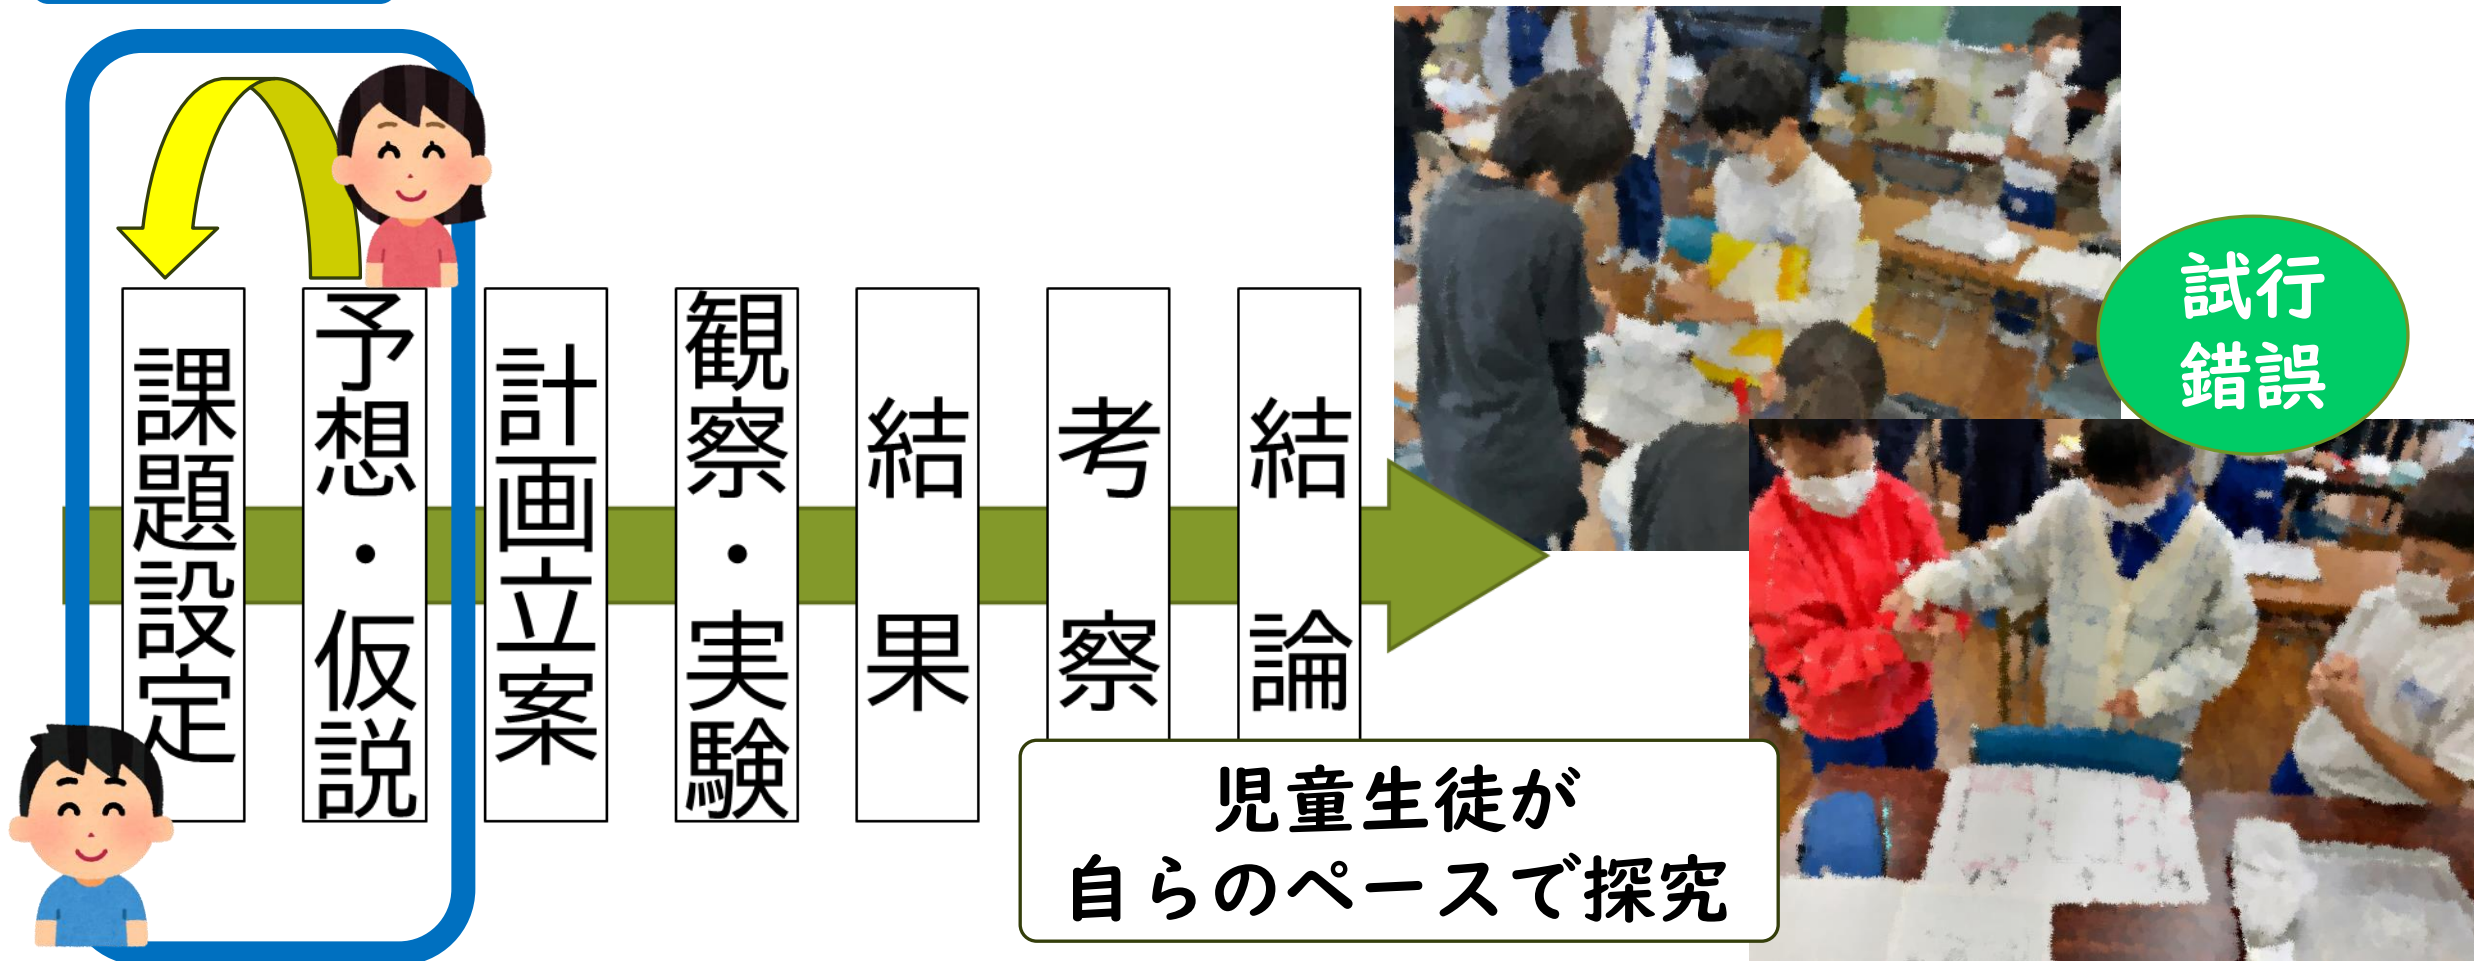 課題設定
予想・仮説
計画立案
観察・実験
結果
考察
結論
試行
錯誤
児童生徒が
自らのペースで探究